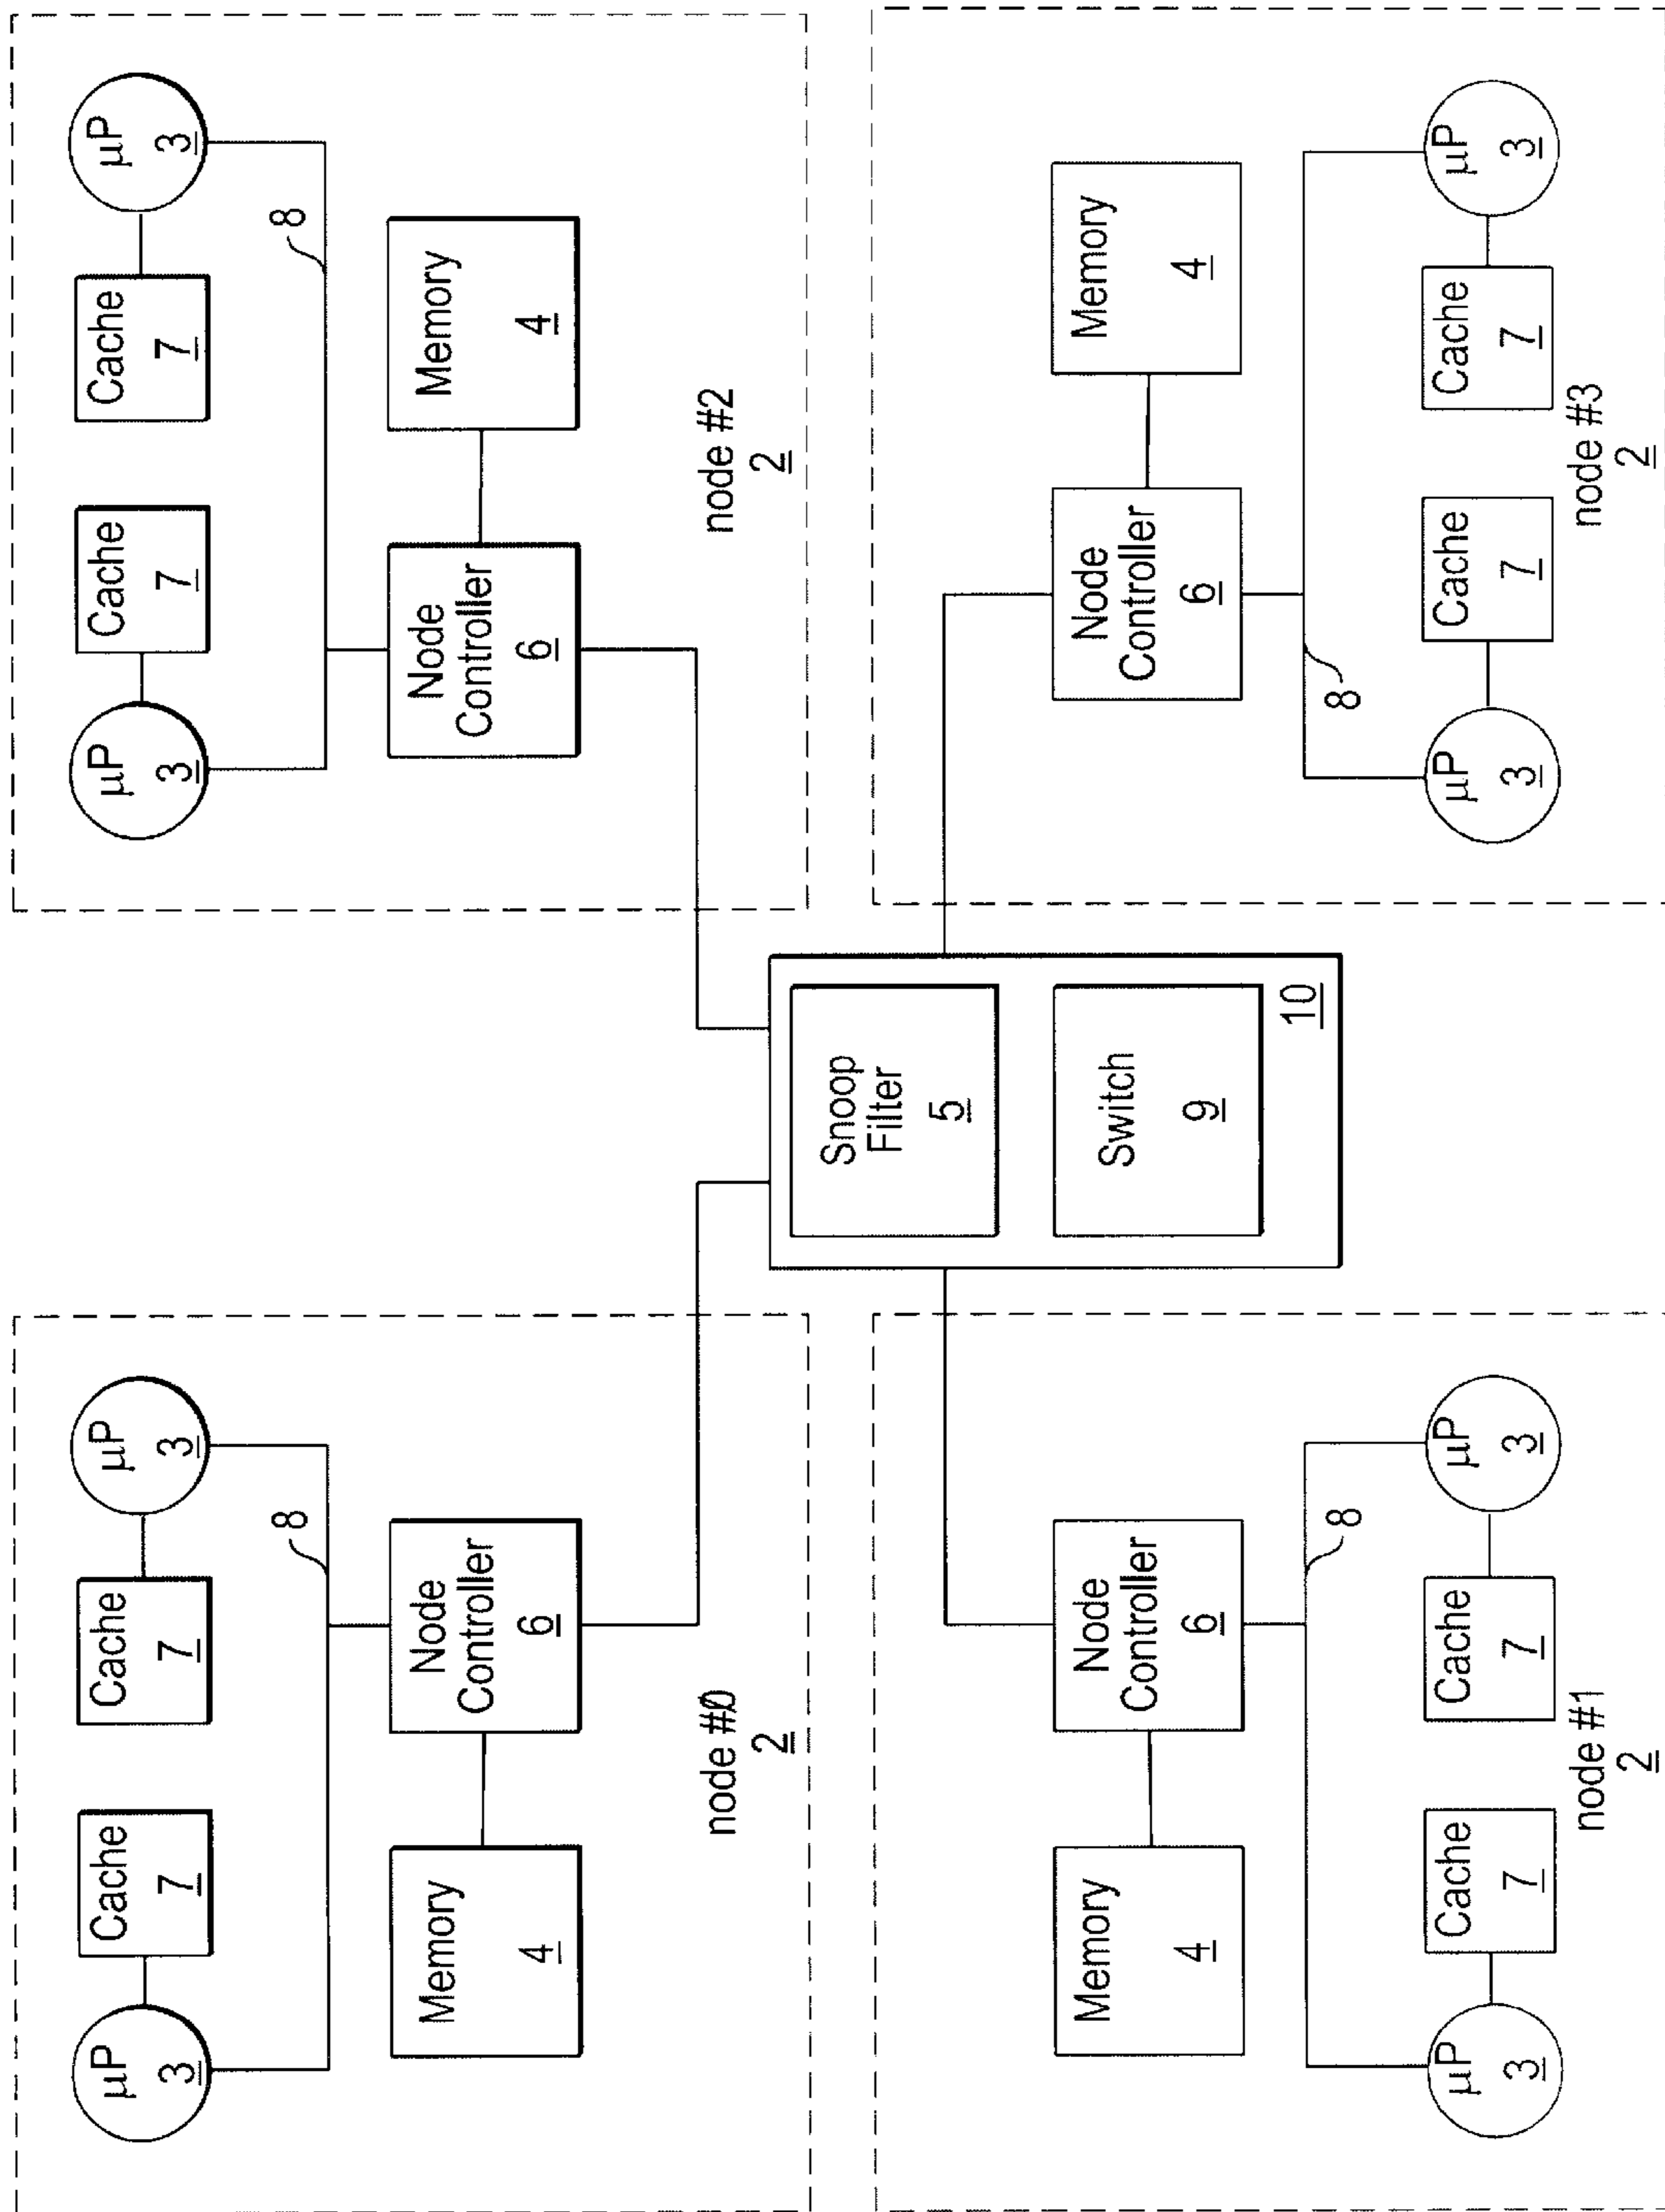 μP
3
Cache
7
Cache
7
μP
3
8
Memory
4
Node
Controller
6
node #0
2
μP
3
Cache
7
Cache
7
μP
3
8
Node
Controller
6
Memory
4
node #2
2
Snoop
Filter
5
Switch
9
10
Memory
4
Node
Controller
6
8
μP
3
Cache
7
Cache
7
μP
3
node #1
2
Node
Controller
6
Memory
4
8
μP
3
Cache
7
Cache
7
μP
3
node #3
2